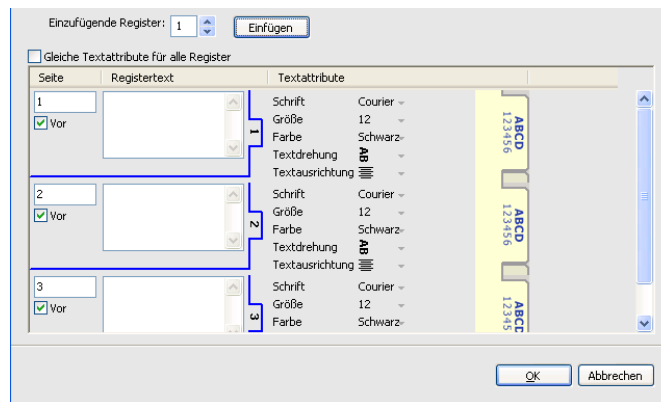 Einzufügende Register: 1 Einfügen
Gleiche Textattribute für alle Register
Seite Registertext Textattribute
1
Vor
1
Schrift Courier
Größe 12
Farbe Schwarz
Textdrehung AB
Textausrichtung
ABCD
123456
2
Vor
2
Schrift Courier
Größe 12
Farbe Schwarz
Textdrehung AB
Textausrichtung
ABCD
123456
3
Vor
3
Schrift Courier
Größe 12
Farbe Schwarz
ABCD
12345
OK Abbrechen